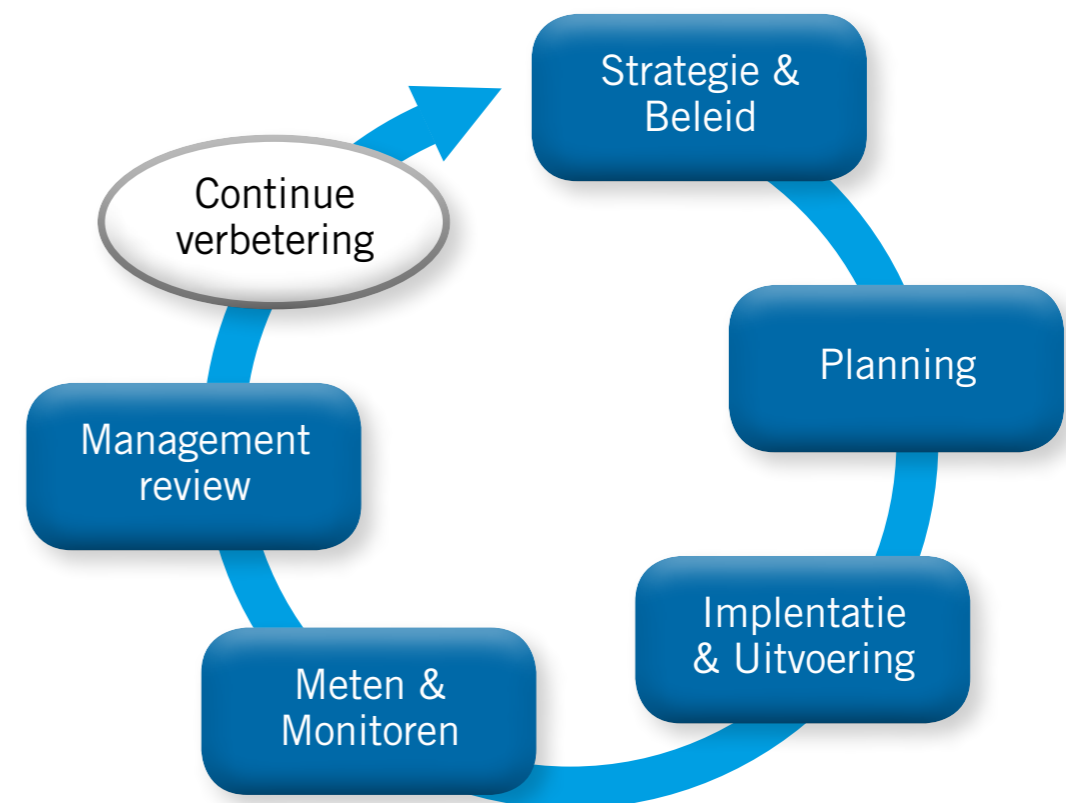 Strategie &
Beleid
Planning
Implentatie
& Uitvoering
Meten &
Monitoren
Management
review
Continue
verbetering